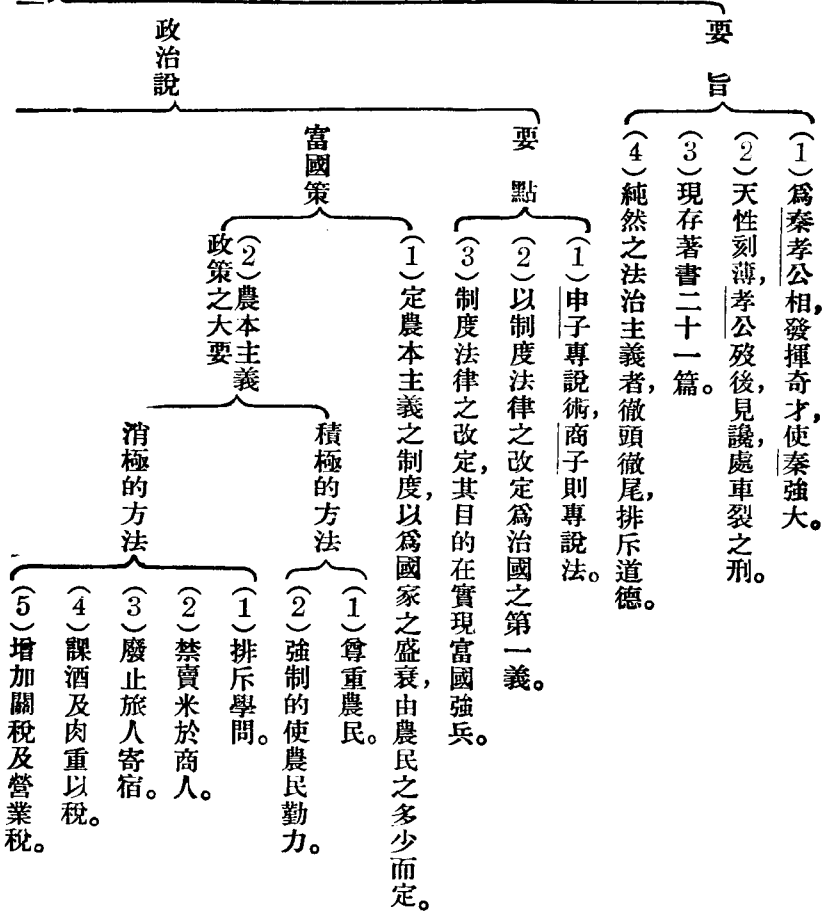 要旨
(1)爲秦孝公相，發揮奇才，使秦強大。
(2)天性刻薄，孝公歿後，見讒，處車裂之刑。
(3)現存著書二十一篇。
(4)純然之法治主義者，徹頭徹尾，排斥道德。
政治說
要點
(1)申子專說術，商子則專說法。
(2)以制度法律之改定爲治國之第一義。
(3)制度法律之改定，其目的在實現富國強兵。
富國策
(1)定農本主義之制度，以爲國家之盛衰，由農民之多少而定。
(2)農本主義
政策之大要
積極的方法
(1)尊重農民。
(2)強制的使農民勤力。
消極的方法
(1)排斥學問。
(2)禁賣米於商人。
(3)廢止旅人寄宿。
(4)課酒及肉重以稅。
(5)增加關稅及營業稅。